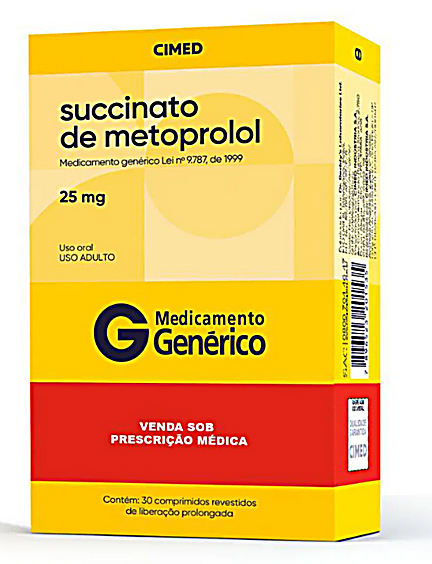 CIMED
succinato
de metoprolol
Medicamento genérico Lei nº 9.787, de 1999
25 mg
Uso oral
USO ADULTO
G Medicamento
Genérico
VENDA SOB
PRESCRIÇÃO MÉDICA
Contém: 30 comprimidos revestidos
de liberação prolongada
CIMED